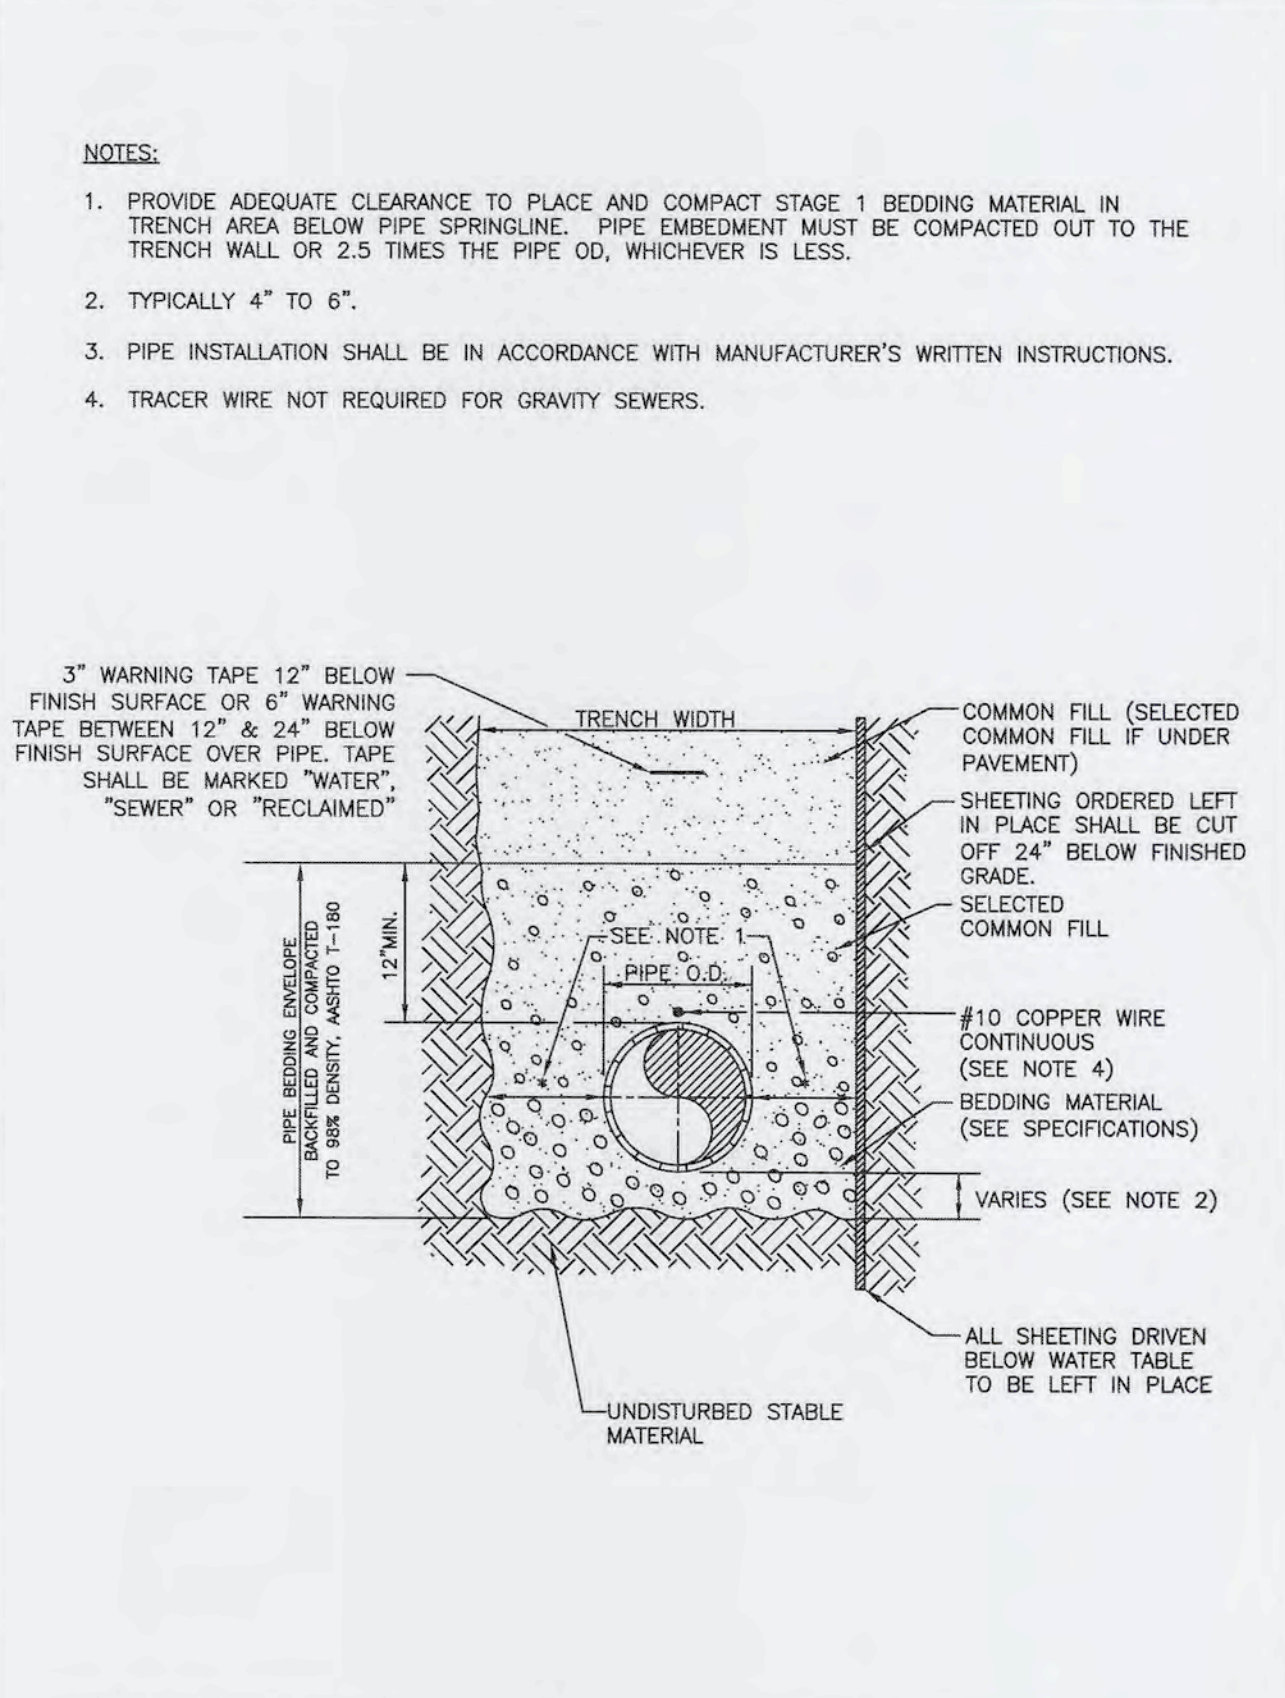 NOTES:
1. PROVIDE ADEQUATE CLEARANCE TO PLACE AND COMPACT STAGE 1 BEDDING MATERIAL IN
TRENCH AREA BELOW PIPE SPRINGLINE. PIPE EMBEDMENT MUST BE COMPACTED OUT TO THE
TRENCH WALL OR 2.5 TIMES THE PIPE OD, WHICHEVER IS LESS.
2. TYPICALLY 4" TO 6".
3. PIPE INSTALLATION SHALL BE IN ACCORDANCE WITH MANUFACTURER'S WRITTEN INSTRUCTIONS.
4. TRACER WIRE NOT REQUIRED FOR GRAVITY SEWERS.
3" WARNING TAPE 12" BELOW
FINISH SURFACE OR 6" WARNING
TAPE BETWEEN 12" & 24" BELOW
FINISH SURFACE OVER PIPE. TAPE
SHALL BE MARKED "WATER",
"SEWER" OR "RECLAIMED"
TRENCH WIDTH
COMMON FILL (SELECTED
COMMON FILL IF UNDER
PAVEMENT)
SHEETING ORDERED LEFT
IN PLACE SHALL BE CUT
OFF 24" BELOW FINISHED
GRADE.
SELECTED
COMMON FILL
PIPE BEDDING ENVELOPE
BACKFILLED AND COMPACTED
TO 98% DENSITY, AASHTO T-180
12"MIN.
SEE NOTE 1
PIPE O.D.
#10 COPPER WIRE
CONTINUOUS
(SEE NOTE 4)
BEDDING MATERIAL
(SEE SPECIFICATIONS)
VARIES (SEE NOTE 2)
ALL SHEETING DRIVEN
BELOW WATER TABLE
TO BE LEFT IN PLACE
UNDISTURBED STABLE
MATERIAL